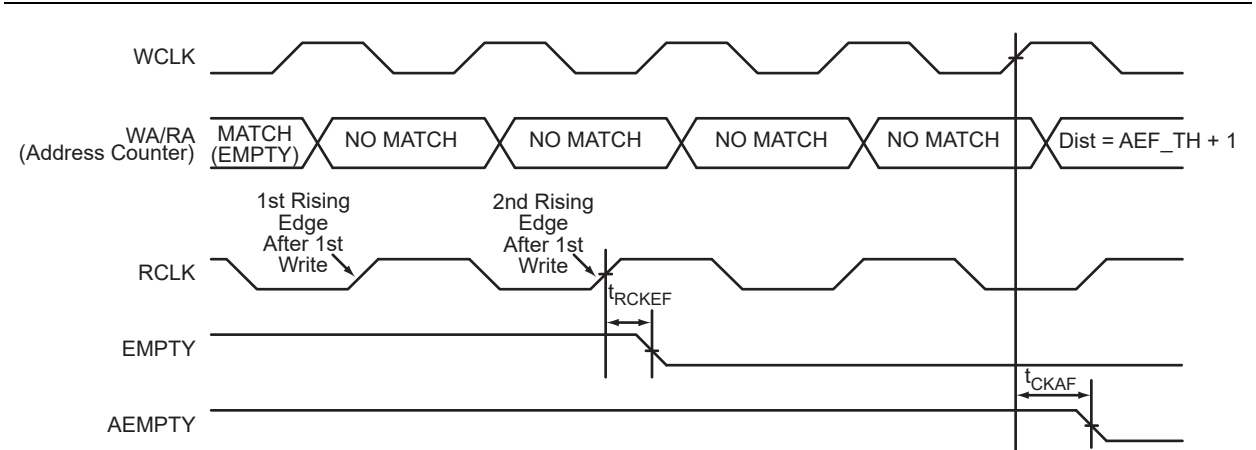 WCLK
WA/RA
(Address Counter)
MATCH
(EMPTY)
NO MATCH
NO MATCH
NO MATCH
NO MATCH
Dist = AEF_TH + 1
1st Rising
Edge
After 1st
Write
2nd Rising
Edge
After 1st
Write
RCLK
tRCKEF
EMPTY
tCKAF
AEMPTY